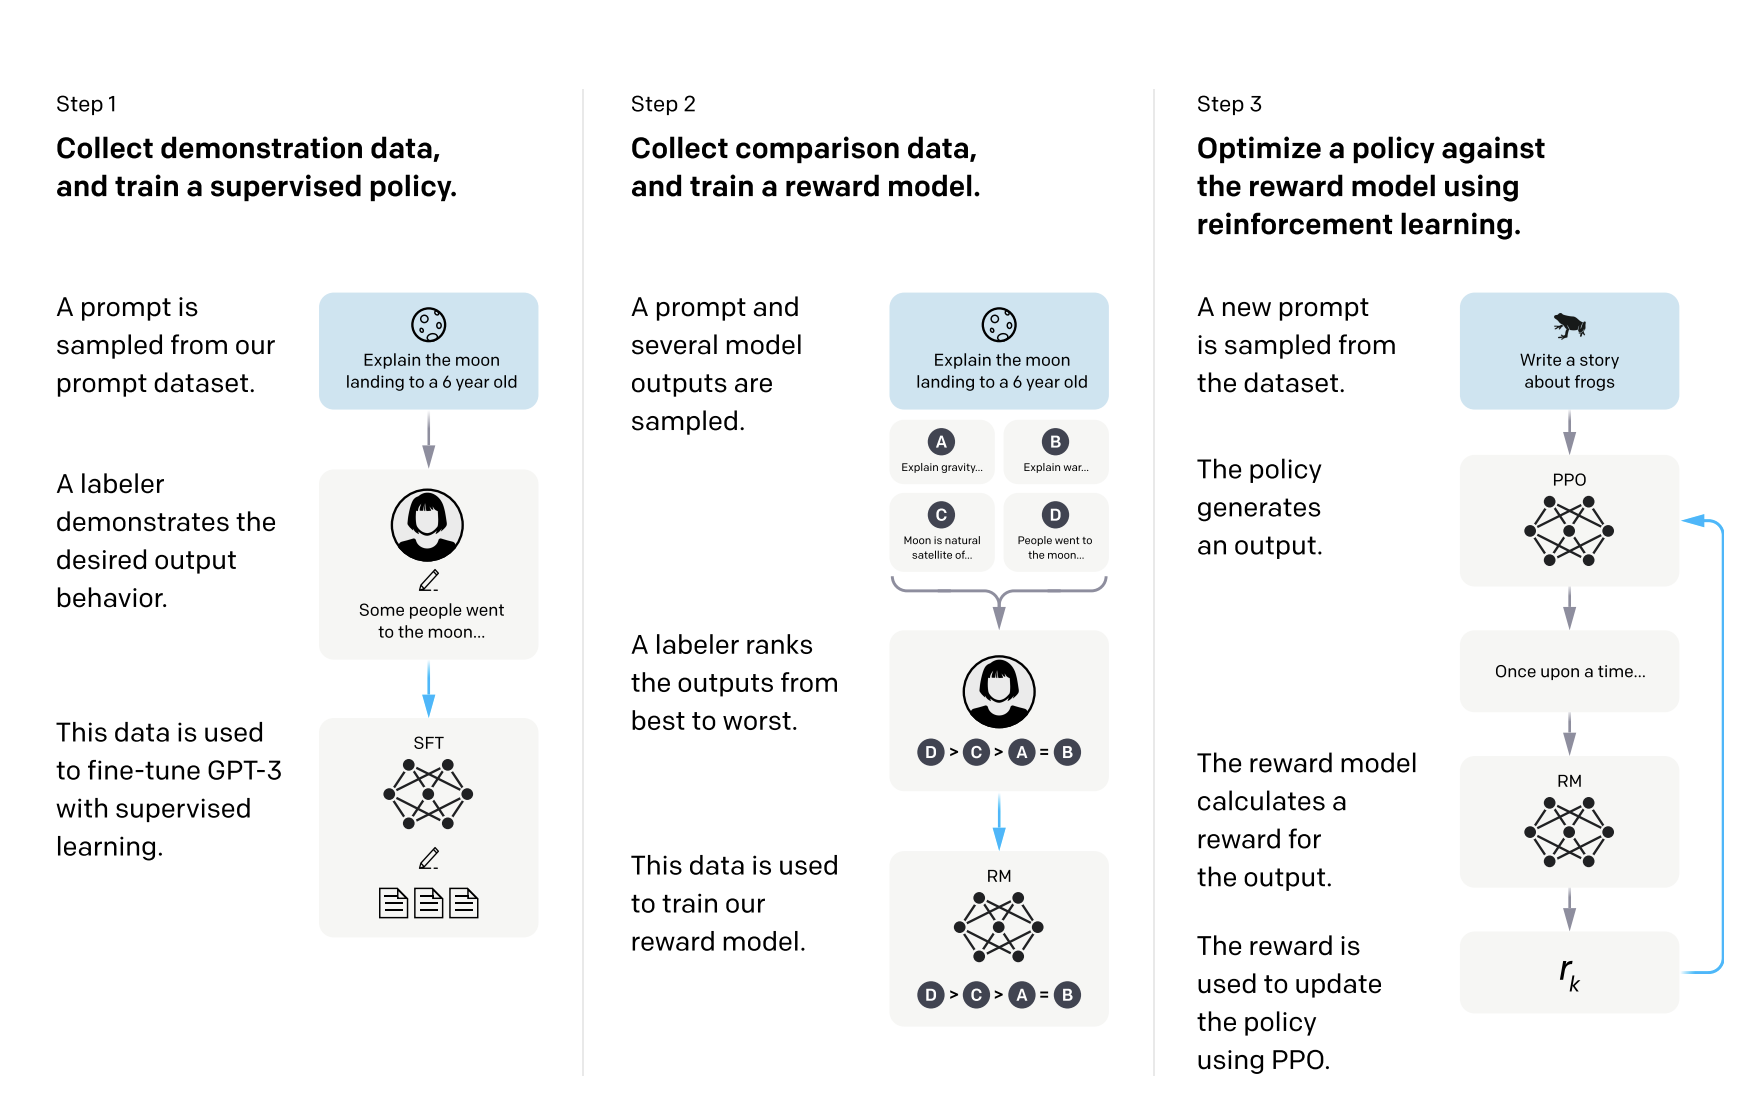 Step 1
Collect demonstration data,
and train a supervised policy.
A prompt is
sampled from our
prompt dataset.
Explain the moon
landing to a 6 year old
A labeler
demonstrates the
desired output
behavior.
Some people went
to the moon...
This data is used
to fine-tune GPT-3
with supervised
learning.
SFT
Step 2
Collect comparison data,
and train a reward model.
A prompt and
several model
outputs are
sampled.
Explain the moon
landing to a 6 year old
A
Explain gravity...
B
Explain war...
C
Moon is natural
satellite of...
D
People went to
the moon...
A labeler ranks
the outputs from
best to worst.
D > C > A = B
This data is used
to train our
reward model.
RM
D > C > A = B
Step 3
Optimize a policy against
the reward model using
reinforcement learning.
A new prompt
is sampled from
the dataset.
Write a story
about frogs
The policy
generates
an output.
PPO
Once upon a time...
The reward model
calculates a
reward for
the output.
RM
The reward is
used to update
the policy
using PPO.
r_k